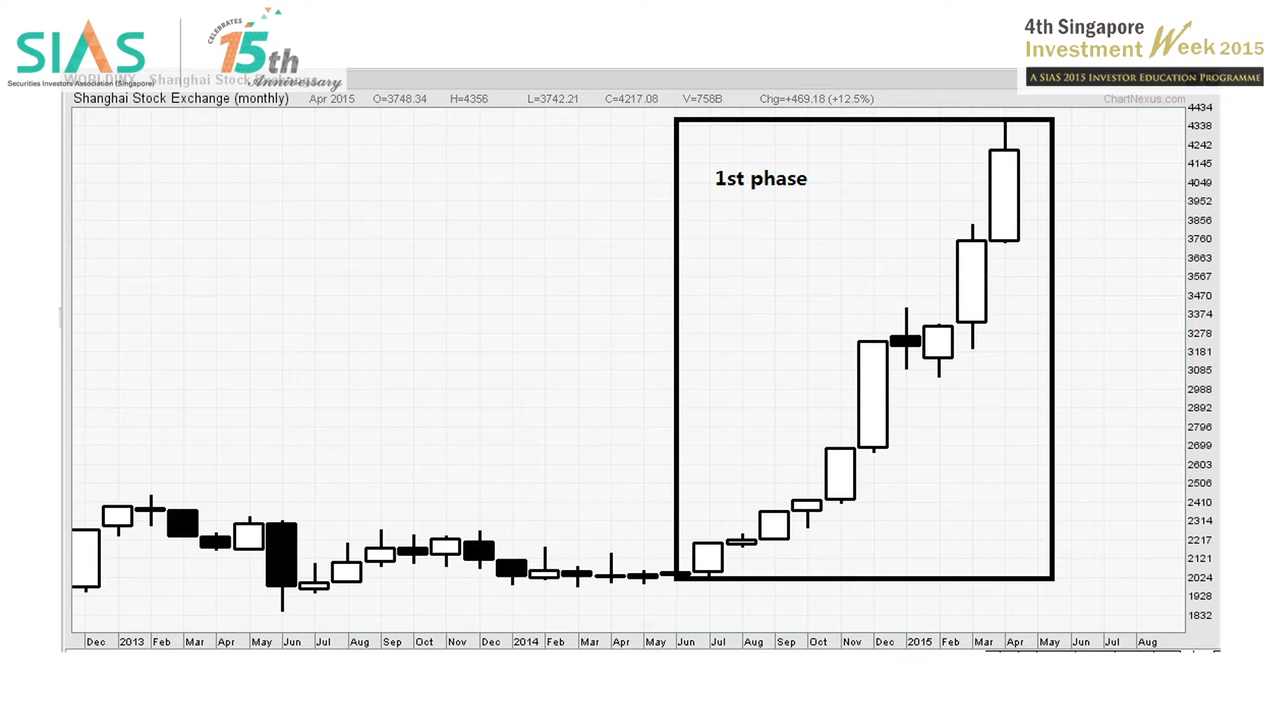 SIAS
Securities Investors Association (Singapore)
CELEBRATES
15th
Anniversary
4th Singapore
Investment Week 2015
A SIAS 2015 INVESTOR EDUCATION PROGRAMME
WORLDINX - Shanghai Stock Exchange
Shanghai Stock Exchange (monthly) Apr 2015 O=3748.34 H=4356 L=3742.21 C=4217.08 V=758B Chg=+469.18 (+12.5%) ChartNexus.com
1st phase
4434
4338
4242
4145
4049
3952
3856
3760
3663
3567
3470
3374
3278
3181
3085
2988
2892
2796
2699
2603
2506
2410
2314
2217
2121
2024
1928
1832
Dec 2013 Feb Mar Apr May Jun Jul Aug Sep Oct Nov Dec 2014 Feb Mar Apr May Jun Jul Aug Sep Oct Nov Dec 2015 Feb Mar Apr May Jun Jul Aug